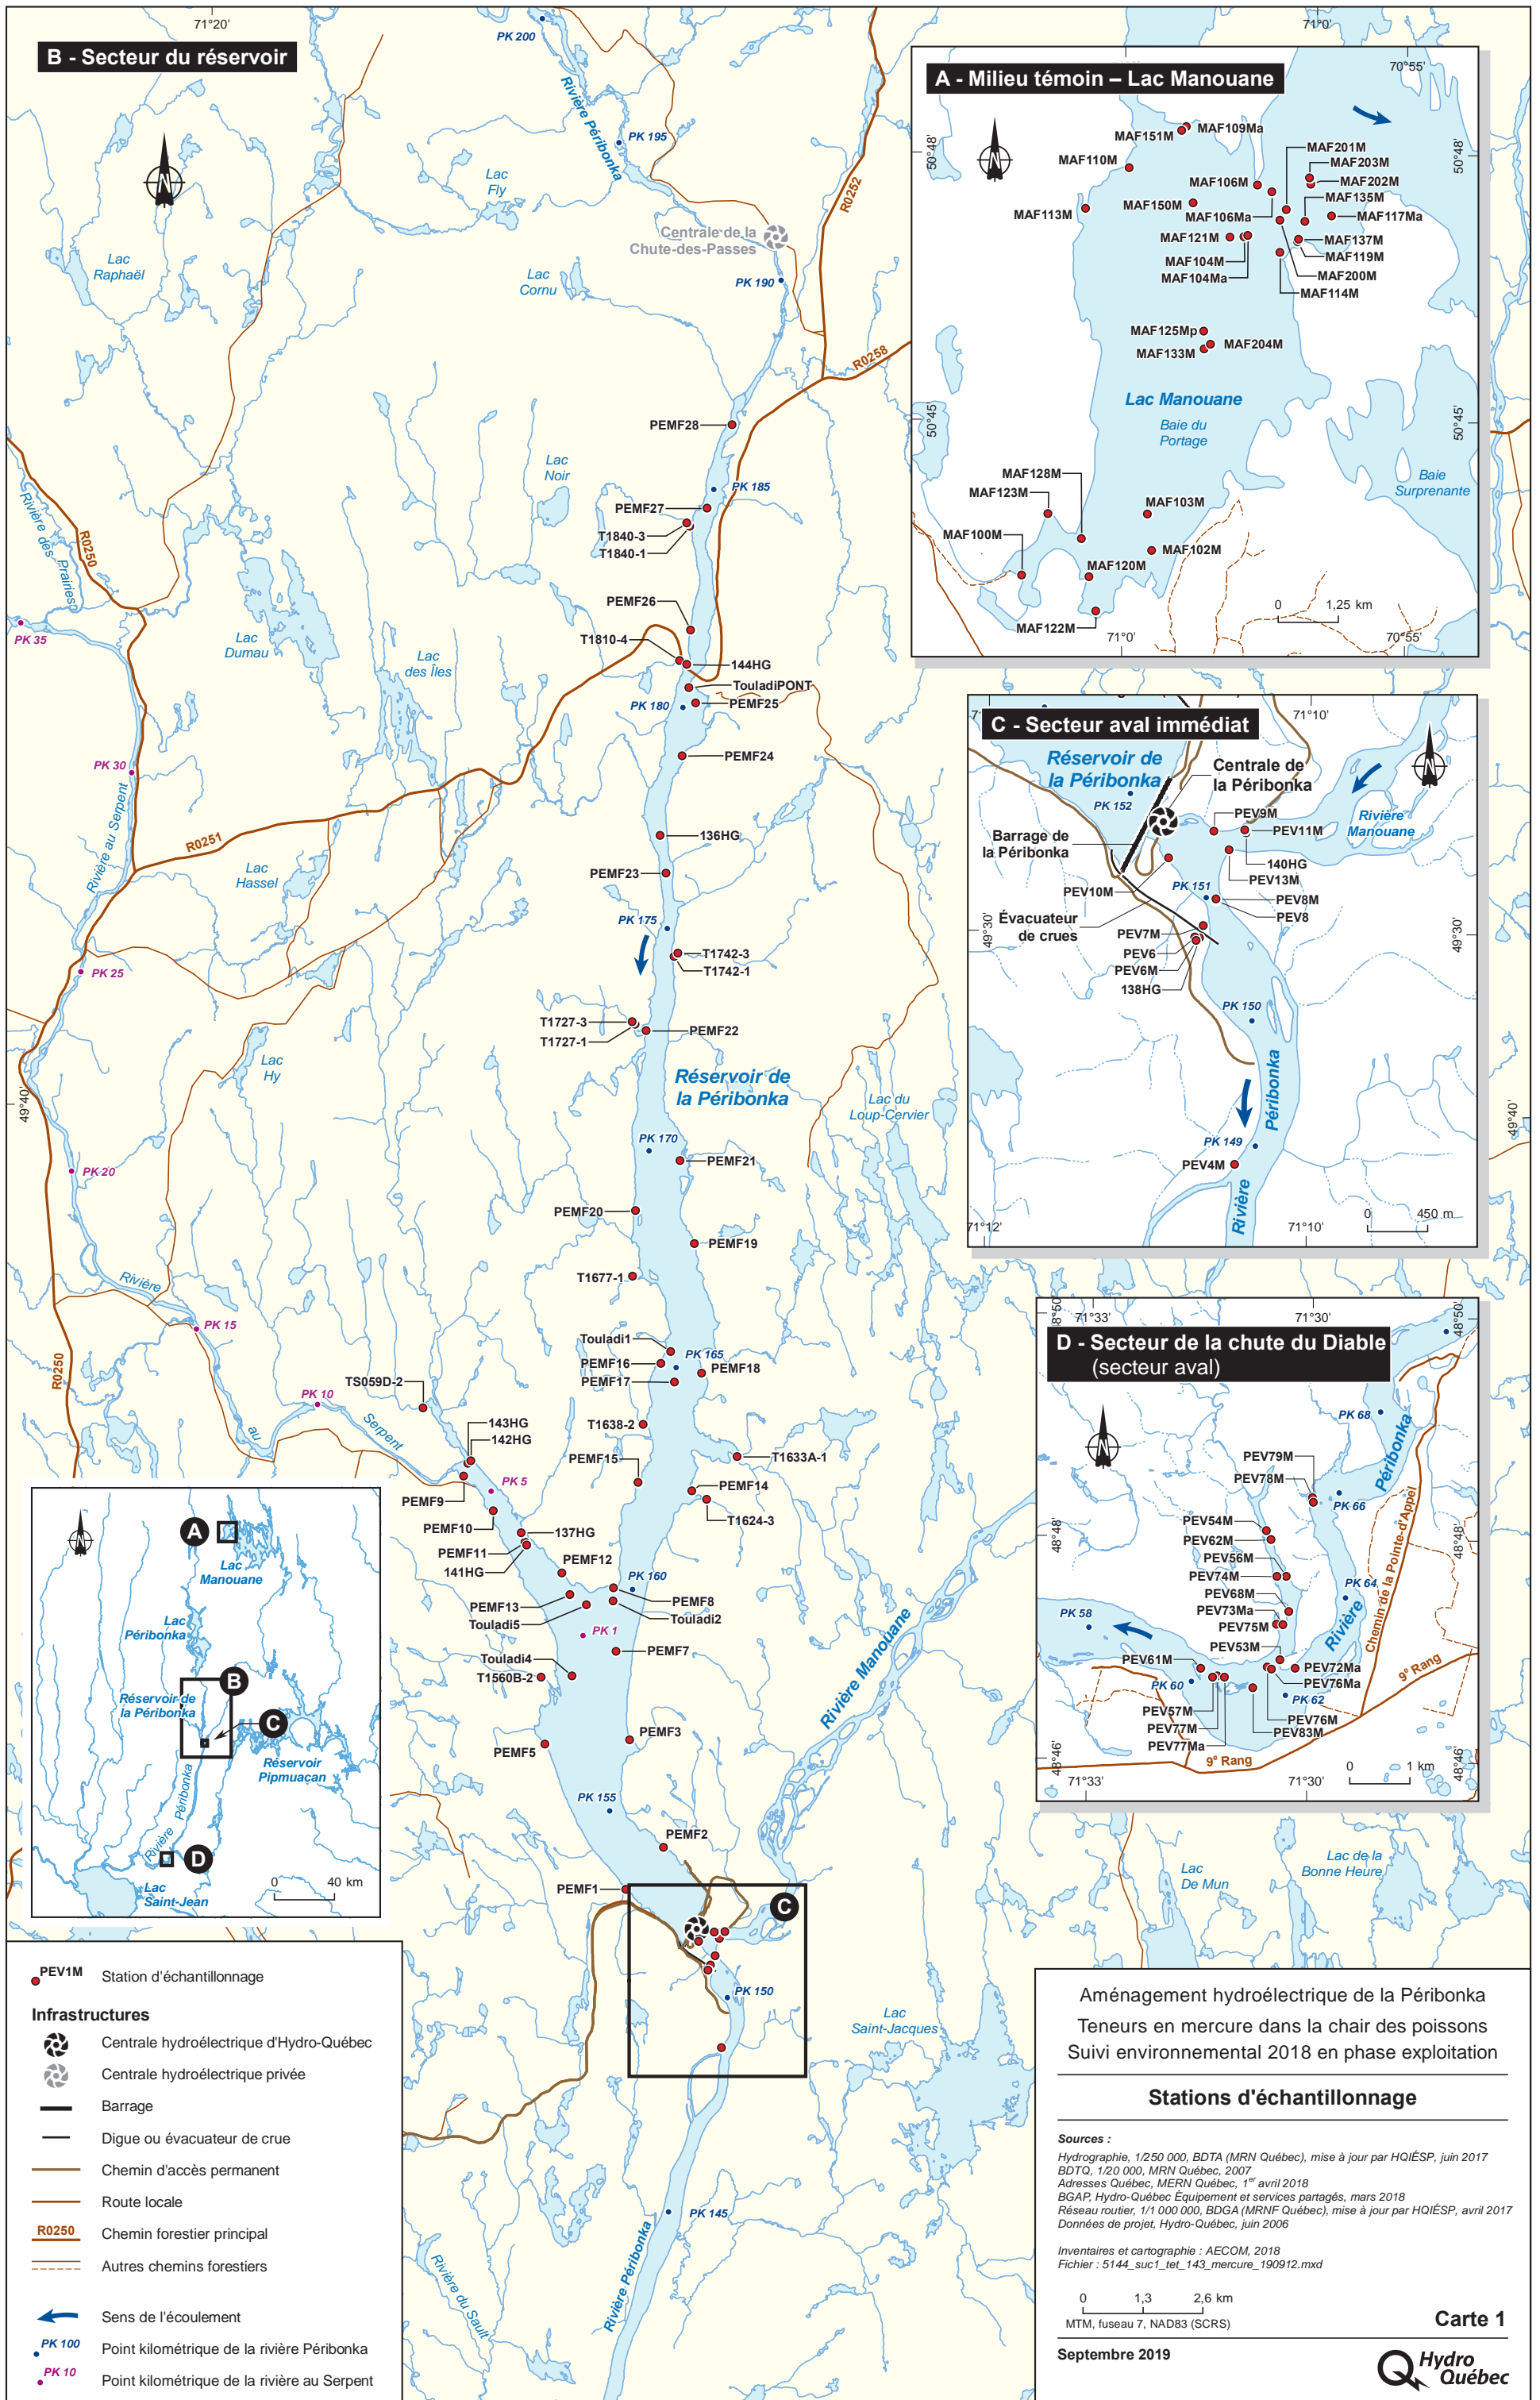 B - Secteur du réservoir
71°20'
71°0'
PK 200
Rivière Péribonka
PK 195
Lac
Fly
R0252
Centrale de la
Chute-des-Passes
Lac
Raphaël
Lac
Cornu
PK 190
R0258
PEMF28
Lac
Noir
PK 185
PEMF27
T1840-3
T1840-1
Rivière des Prairies
R0250
PEMF26
T1810-4
144HG
TouladiPONT
PK 180
PEMF25
PEMF24
PK 35
Lac
Dumau
Lac
des Îles
PK 30
Rivière au Serpent
R0251
136HG
Lac
Hassel
PEMF23
PK 175
T1742-3
T1742-1
PK 25
T1727-3
T1727-1
PEMF22
Lac
Hy
Réservoir de
la Péribonka
Lac du
Loup-Cervier
49°40'
49°40'
PK 170
PEMF21
PK 20
PEMF20
PEMF19
T1677-1
Rivière
au
Serpent
PK 15
R0250
Touladi1
PK 165
PEMF16
PEMF18
PEMF17
TS059D-2
PK 10
T1638-2
143HG
142HG
PEMF15
T1633A-1
PK 5
PEMF9
PEMF14
PEMF10
T1624-3
137HG
PEMF11
141HG
PEMF12
PK 160
PEMF13
PEMF8
Touladi5
Touladi2
PK 1
PEMF7
Touladi4
T1560B-2
Rivière Manouane
PEMF5
PEMF3
PK 155
PEMF2
PEMF1
C
PK 150
Lac
De Mun
Lac de la
Bonne Heure
Lac
Saint-Jacques
PK 145
Rivière Péribonka
Rivière du Sault
A - Milieu témoin – Lac Manouane
70°55'
50°48'
50°48'
MAF151M
MAF109Ma
MAF110M
MAF201M
MAF203M
MAF106M
MAF202M
MAF135M
MAF150M
MAF113M
MAF106Ma
MAF117Ma
MAF121M
MAF137M
MAF119M
MAF104M
MAF200M
MAF104Ma
MAF114M
MAF125Mp
MAF204M
MAF133M
Lac Manouane
Baie du
Portage
50°45'
50°45'
Baie
Surprenante
MAF128M
MAF123M
MAF103M
MAF100M
MAF102M
MAF120M
MAF122M
0 1,25 km
71°0'
70°55'
C - Secteur aval immédiat
71°10'
Réservoir de
la Péribonka
PK 152
Centrale de
la Péribonka
Rivière
Manouane
PEV9M
PEV11M
Barrage de
la Péribonka
140HG
PEV13M
PEV10M
PK 151
PEV8M
PEV8
Évacuateur
de crues
PEV7M
PEV6
PEV6M
138HG
49°30'
49°30'
PK 150
PK 149
PEV4M
Rivière
Péribonka
0 450 m
71°12'
71°10'
D - Secteur de la chute du Diable
(secteur aval)
71°33'
71°30'
48°50'
PK 68
Péribonka
PEV79M
PEV78M
PK 66
PEV54M
PEV62M
PEV56M
PEV74M
48°48'
48°48'
PK 64
PEV68M
PEV73Ma
PEV75M
Rivière
Chemin de la Pointe-d'Appel
PK 58
PEV53M
PEV61M
PEV72Ma
PEV76Ma
PK 60
PK 62
PEV57M
PEV76M
PEV77M
PEV83M
PEV77Ma
9e Rang
9e Rang
48°46'
48°46'
0 1 km
71°33'
71°30'
A
Lac
Manouane
Lac
Péribonka
B
Réservoir de
la Péribonka
C
Réservoir
Pipmuacan
Rivière Péribonka
D
Lac
Saint-Jean
0 40 km
PEV1M
Station d'échantillonnage
Infrastructures
Centrale hydroélectrique d'Hydro-Québec
Centrale hydroélectrique privée
Barrage
Digue ou évacuateur de crue
Chemin d'accès permanent
Route locale
R0250 Chemin forestier principal
Autres chemins forestiers
Sens de l'écoulement
PK 100 Point kilométrique de la rivière Péribonka
PK 10 Point kilométrique de la rivière au Serpent
Aménagement hydroélectrique de la Péribonka
Teneurs en mercure dans la chair des poissons
Suivi environnemental 2018 en phase exploitation
Stations d'échantillonnage
Sources :
Hydrographie, 1/250 000, BDTA (MRN Québec), mise à jour par HQIÉSP, juin 2017
BDTQ, 1/20 000, MRN Québec, 2007
Adresses Québec, MERN Québec, 1er avril 2018
BGAP, Hydro-Québec Équipement et services partagés, mars 2018
Réseau routier, 1/1 000 000, BDGA (MRNF Québec), mise à jour par HQIÉSP, avril 2017
Données de projet, Hydro-Québec, juin 2006
Inventaires et cartographie : AECOM, 2018
Fichier : 5144_suc1_tet_143_mercure_190912.mxd
0 1,3 2,6 km
MTM, fuseau 7, NAD83 (SCRS)
Carte 1
Septembre 2019
Hydro
Québec